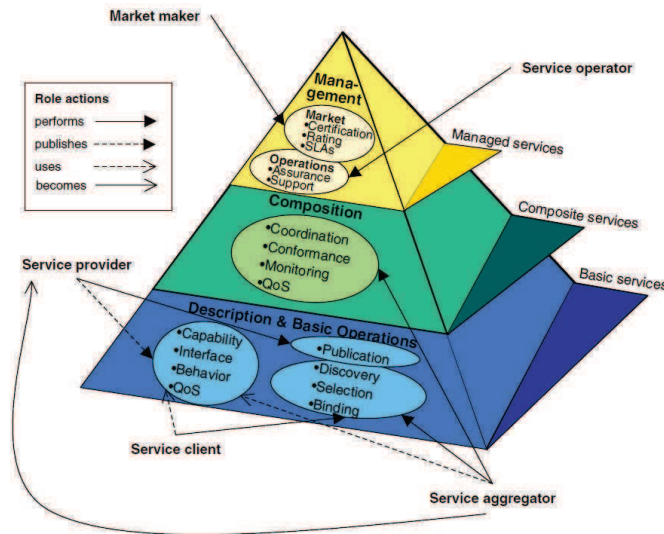 Market maker
Service operator
Role actions
performs
publishes
uses
becomes
Mana-
gement
Market
•Certification
•Rating
•SLAs
Operations
•Assurance
•Support
Managed services
Composition
•Coordination
•Conformance
•Monitoring
•QoS
Composite services
Service provider
Basic services
Description & Basic Operations
•Capability
•Interface
•Behavior
•QoS
•Publication
•Discovery
•Selection
•Binding
Service client
Service aggregator